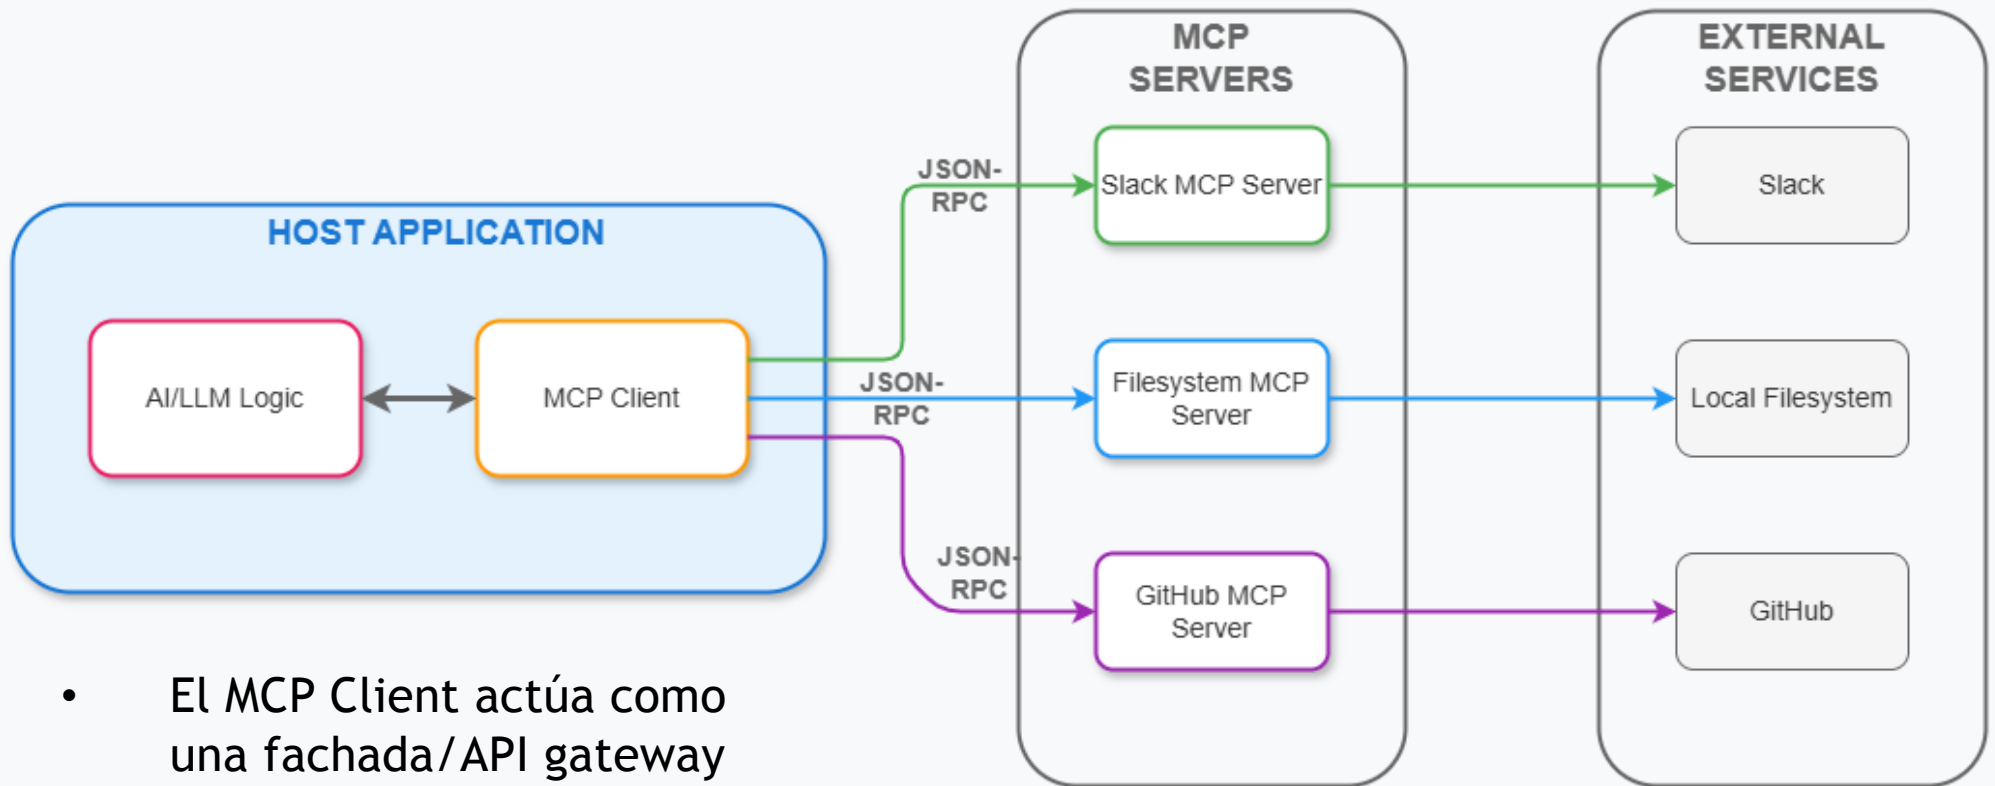 MCP
SERVERS
EXTERNAL
SERVICES
JSON-
RPC
Slack MCP Server
Slack
HOST APPLICATION
AI/LLM Logic
MCP Client
JSON-
RPC
Filesystem MCP
Server
Local Filesystem
JSON-
RPC
GitHub MCP
Server
GitHub
• El MCP Client actúa como
una fachada/API gateway